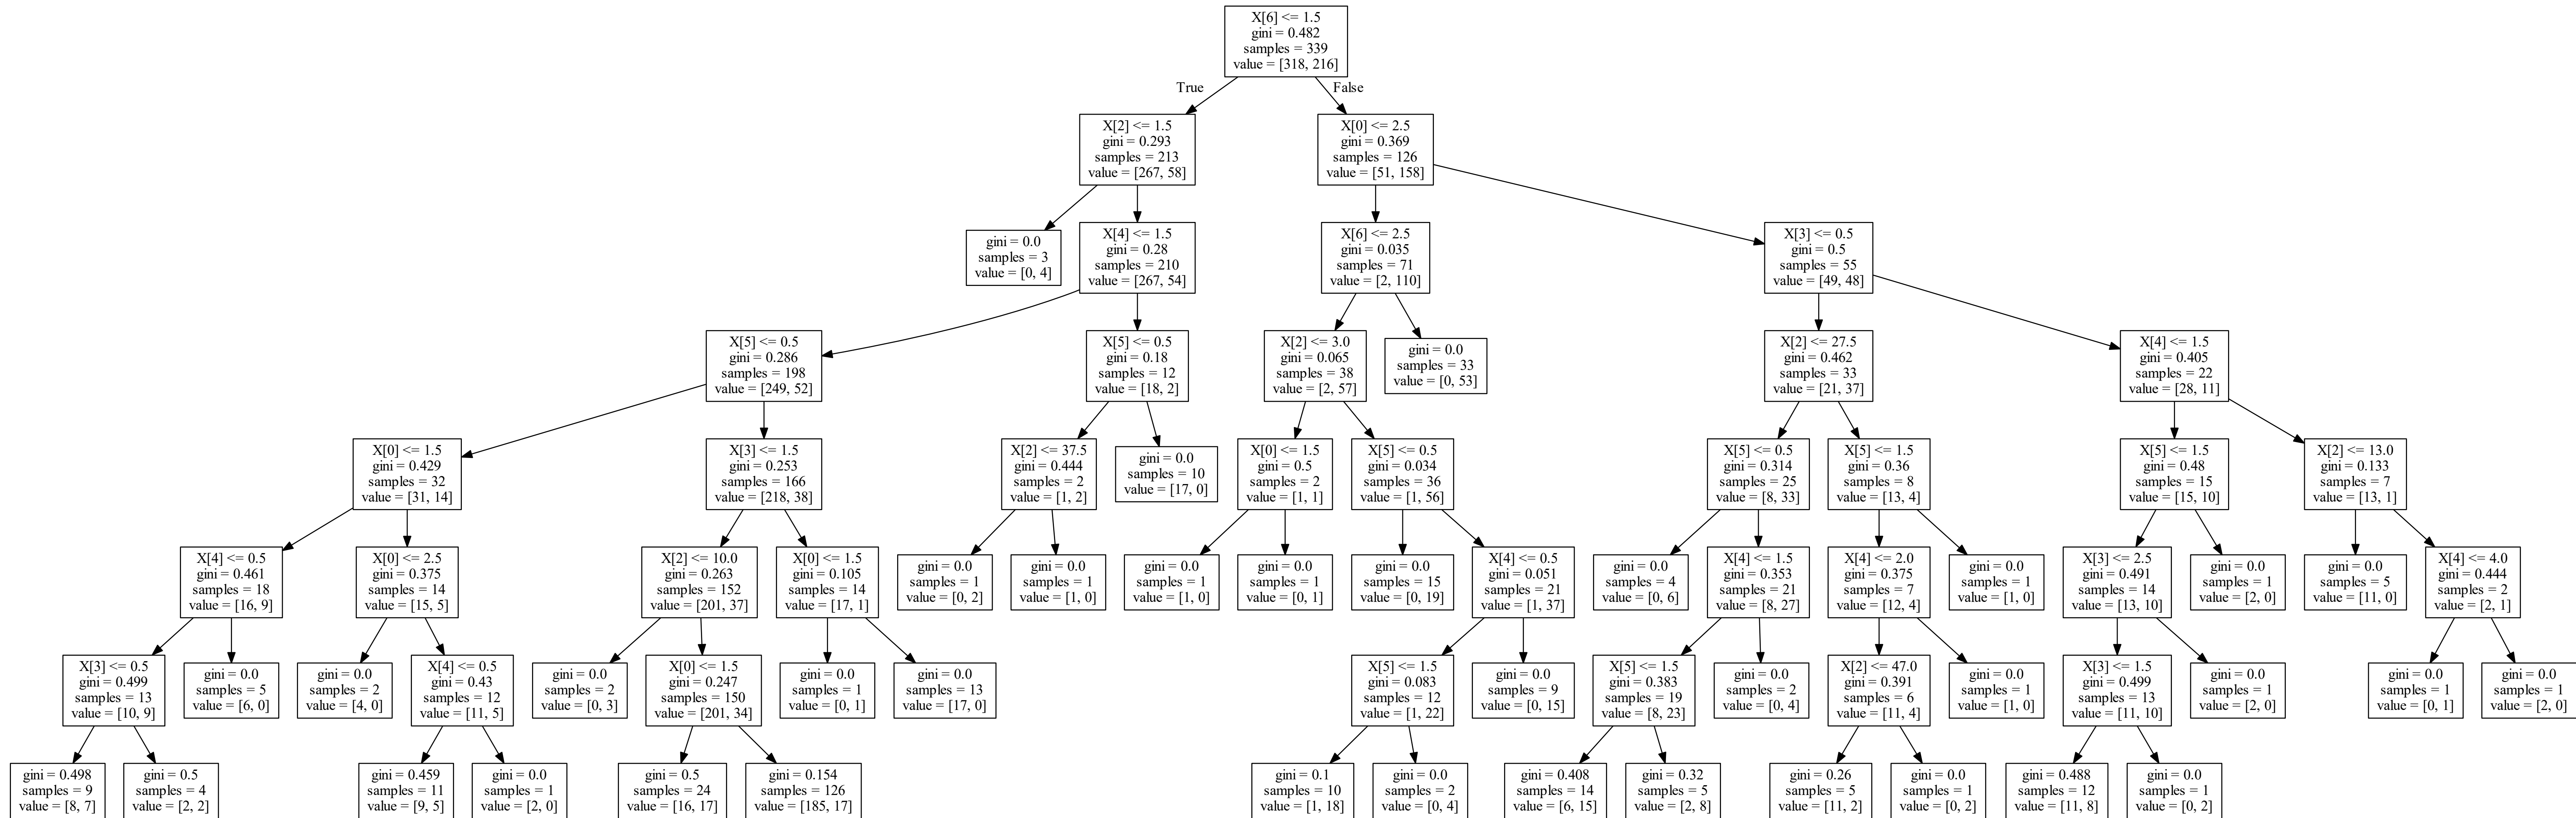 X[6] <= 1.5
gini = 0.482
samples = 339
value = [318, 216]
True
False
X[2] <= 1.5
gini = 0.293
samples = 213
value = [267, 58]
X[0] <= 2.5
gini = 0.369
samples = 126
value = [51, 158]
gini = 0.0
samples = 3
value = [0, 4]
X[4] <= 1.5
gini = 0.28
samples = 210
value = [267, 54]
X[6] <= 2.5
gini = 0.035
samples = 71
value = [2, 110]
X[3] <= 0.5
gini = 0.5
samples = 55
value = [49, 48]
X[5] <= 0.5
gini = 0.286
samples = 198
value = [249, 52]
X[5] <= 0.5
gini = 0.18
samples = 12
value = [18, 2]
X[2] <= 3.0
gini = 0.065
samples = 38
value = [2, 57]
gini = 0.0
samples = 33
value = [0, 53]
X[2] <= 27.5
gini = 0.462
samples = 33
value = [21, 37]
X[4] <= 1.5
gini = 0.405
samples = 22
value = [28, 11]
X[0] <= 1.5
gini = 0.429
samples = 32
value = [31, 14]
X[3] <= 1.5
gini = 0.253
samples = 166
value = [218, 38]
X[2] <= 37.5
gini = 0.444
samples = 2
value = [1, 2]
gini = 0.0
samples = 10
value = [17, 0]
X[0] <= 1.5
gini = 0.5
samples = 2
value = [1, 1]
X[5] <= 0.5
gini = 0.034
samples = 36
value = [1, 56]
X[5] <= 0.5
gini = 0.314
samples = 25
value = [8, 33]
X[5] <= 1.5
gini = 0.36
samples = 8
value = [13, 4]
X[5] <= 1.5
gini = 0.48
samples = 15
value = [15, 10]
X[2] <= 13.0
gini = 0.133
samples = 7
value = [13, 1]
X[4] <= 0.5
gini = 0.461
samples = 18
value = [16, 9]
X[0] <= 2.5
gini = 0.375
samples = 14
value = [15, 5]
X[2] <= 10.0
gini = 0.263
samples = 152
value = [201, 37]
X[0] <= 1.5
gini = 0.105
samples = 14
value = [17, 1]
gini = 0.0
samples = 1
value = [0, 2]
gini = 0.0
samples = 1
value = [1, 0]
gini = 0.0
samples = 1
value = [1, 0]
gini = 0.0
samples = 1
value = [0, 1]
gini = 0.0
samples = 15
value = [0, 19]
X[4] <= 0.5
gini = 0.051
samples = 21
value = [1, 37]
gini = 0.0
samples = 4
value = [0, 6]
X[4] <= 1.5
gini = 0.353
samples = 21
value = [8, 27]
X[4] <= 2.0
gini = 0.375
samples = 7
value = [12, 4]
gini = 0.0
samples = 1
value = [1, 0]
X[3] <= 2.5
gini = 0.491
samples = 14
value = [13, 10]
gini = 0.0
samples = 1
value = [2, 0]
gini = 0.0
samples = 5
value = [11, 0]
X[4] <= 4.0
gini = 0.444
samples = 2
value = [2, 1]
X[3] <= 0.5
gini = 0.499
samples = 13
value = [10, 9]
gini = 0.0
samples = 5
value = [6, 0]
gini = 0.0
samples = 2
value = [4, 0]
X[4] <= 0.5
gini = 0.43
samples = 12
value = [11, 5]
gini = 0.0
samples = 2
value = [0, 3]
X[0] <= 1.5
gini = 0.247
samples = 150
value = [201, 34]
gini = 0.0
samples = 1
value = [0, 1]
gini = 0.0
samples = 13
value = [17, 0]
X[5] <= 1.5
gini = 0.083
samples = 12
value = [1, 22]
gini = 0.0
samples = 9
value = [0, 15]
X[5] <= 1.5
gini = 0.383
samples = 19
value = [8, 23]
gini = 0.0
samples = 2
value = [0, 4]
X[2] <= 47.0
gini = 0.391
samples = 6
value = [11, 4]
gini = 0.0
samples = 1
value = [1, 0]
X[3] <= 1.5
gini = 0.499
samples = 13
value = [11, 10]
gini = 0.0
samples = 1
value = [2, 0]
gini = 0.0
samples = 1
value = [0, 1]
gini = 0.0
samples = 1
value = [2, 0]
gini = 0.498
samples = 9
value = [8, 7]
gini = 0.5
samples = 4
value = [2, 2]
gini = 0.459
samples = 11
value = [9, 5]
gini = 0.0
samples = 1
value = [2, 0]
gini = 0.5
samples = 24
value = [16, 17]
gini = 0.154
samples = 126
value = [185, 17]
gini = 0.1
samples = 10
value = [1, 18]
gini = 0.0
samples = 2
value = [0, 4]
gini = 0.408
samples = 14
value = [6, 15]
gini = 0.32
samples = 5
value = [2, 8]
gini = 0.26
samples = 5
value = [11, 2]
gini = 0.0
samples = 1
value = [0, 2]
gini = 0.488
samples = 12
value = [11, 8]
gini = 0.0
samples = 1
value = [0, 2]